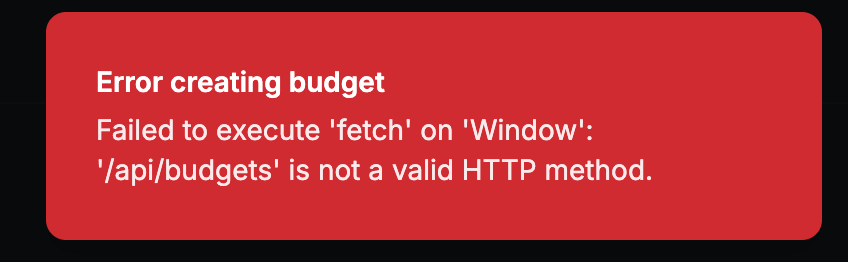 Error creating budget
Failed to execute 'fetch' on 'Window':
'/api/budgets' is not a valid HTTP method.